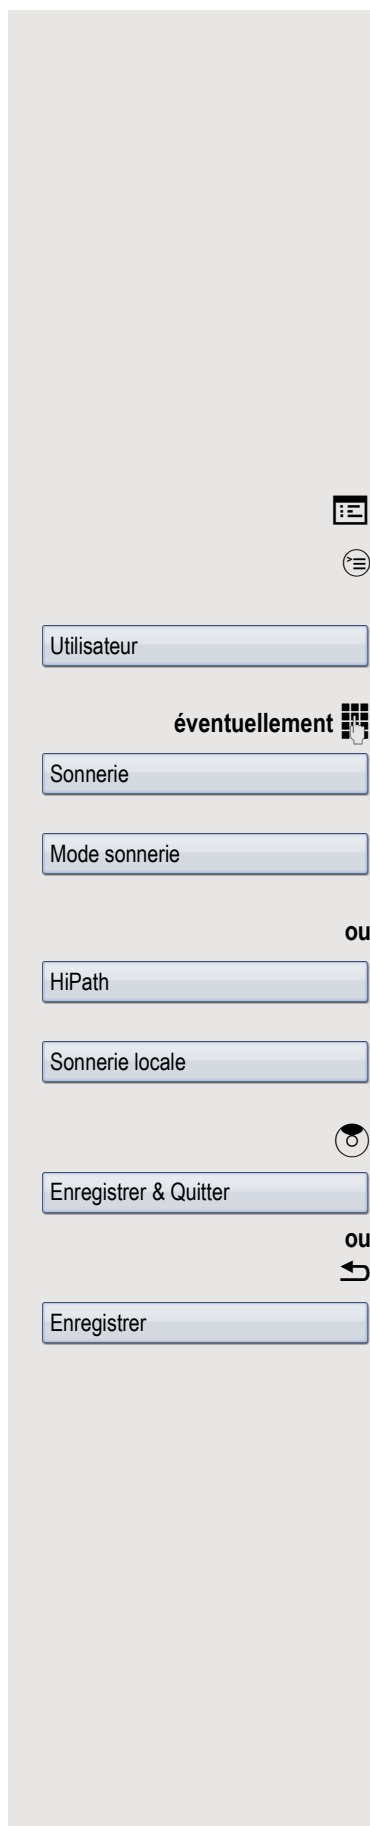 Utilisateur
éventuellement
Sonnerie
Mode sonnerie
ou
HiPath
Sonnerie locale
Enregistrer & Quitter
ou
Enregistrer